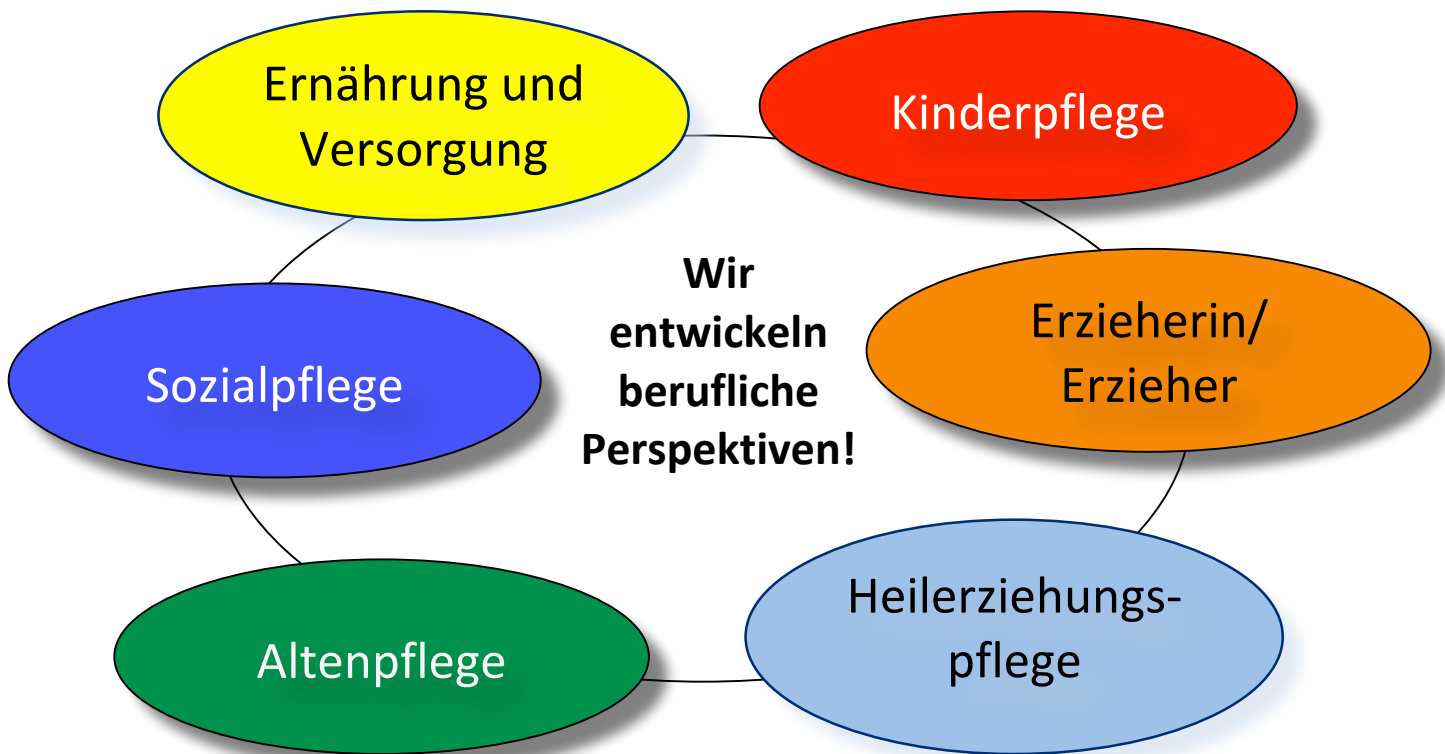 Ernährung und
Versorgung
Kinderpflege
Wir
entwickeln
berufliche
Perspektiven!
Erzieherin/
Erzieher
Sozialpflege
Heilerziehungs-
pflege
Altenpflege